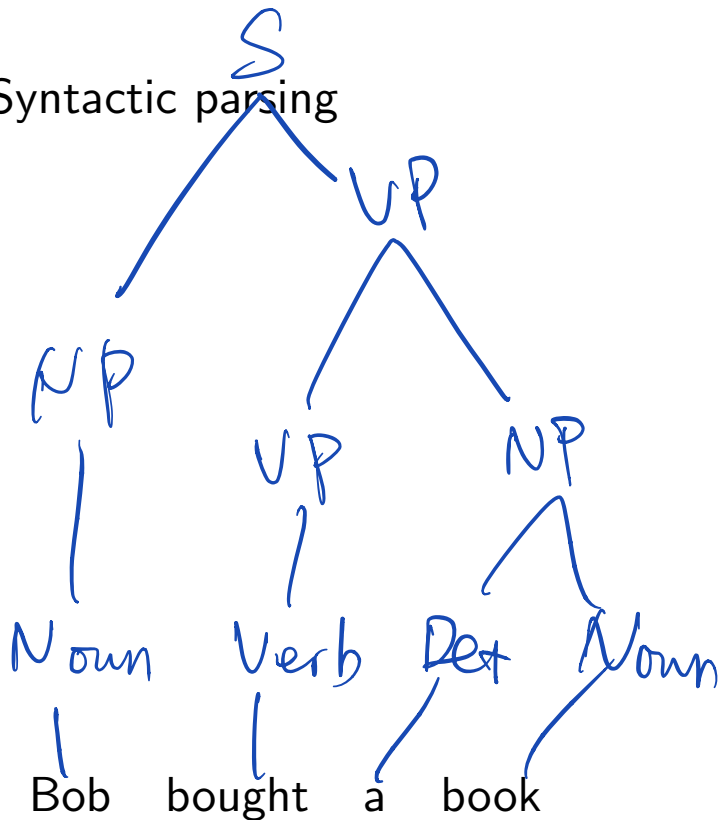 S
Syntactic parsing
VP
NP
VP NP
Noun Verb Det Noun
Bob bought a book